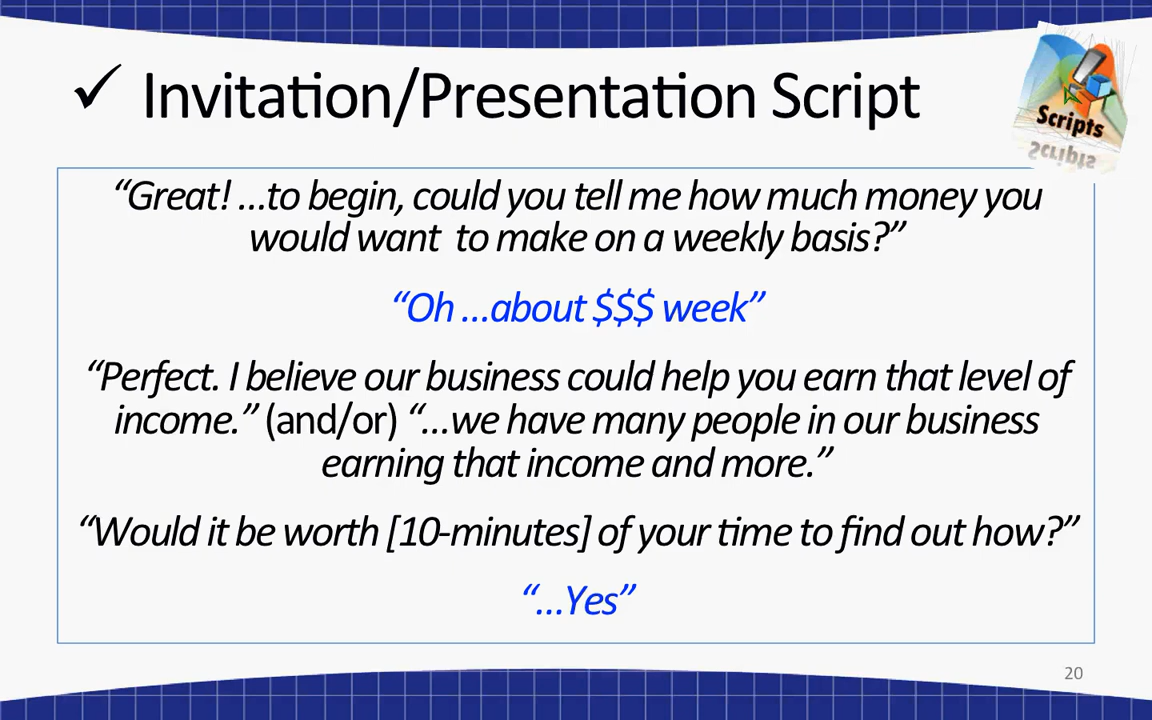 ✓ Invitation/Presentation Script
Scripts
“Great! ...to begin, could you tell me how much money you
would want to make on a weekly basis?”
“Oh ...about $$$ week”
“Perfect. I believe our business could help you earn that level of
income.” (and/or) “...we have many people in our business
earning that income and more.”
“Would it be worth [10-minutes] of your time to find out how?”
“...Yes”
20